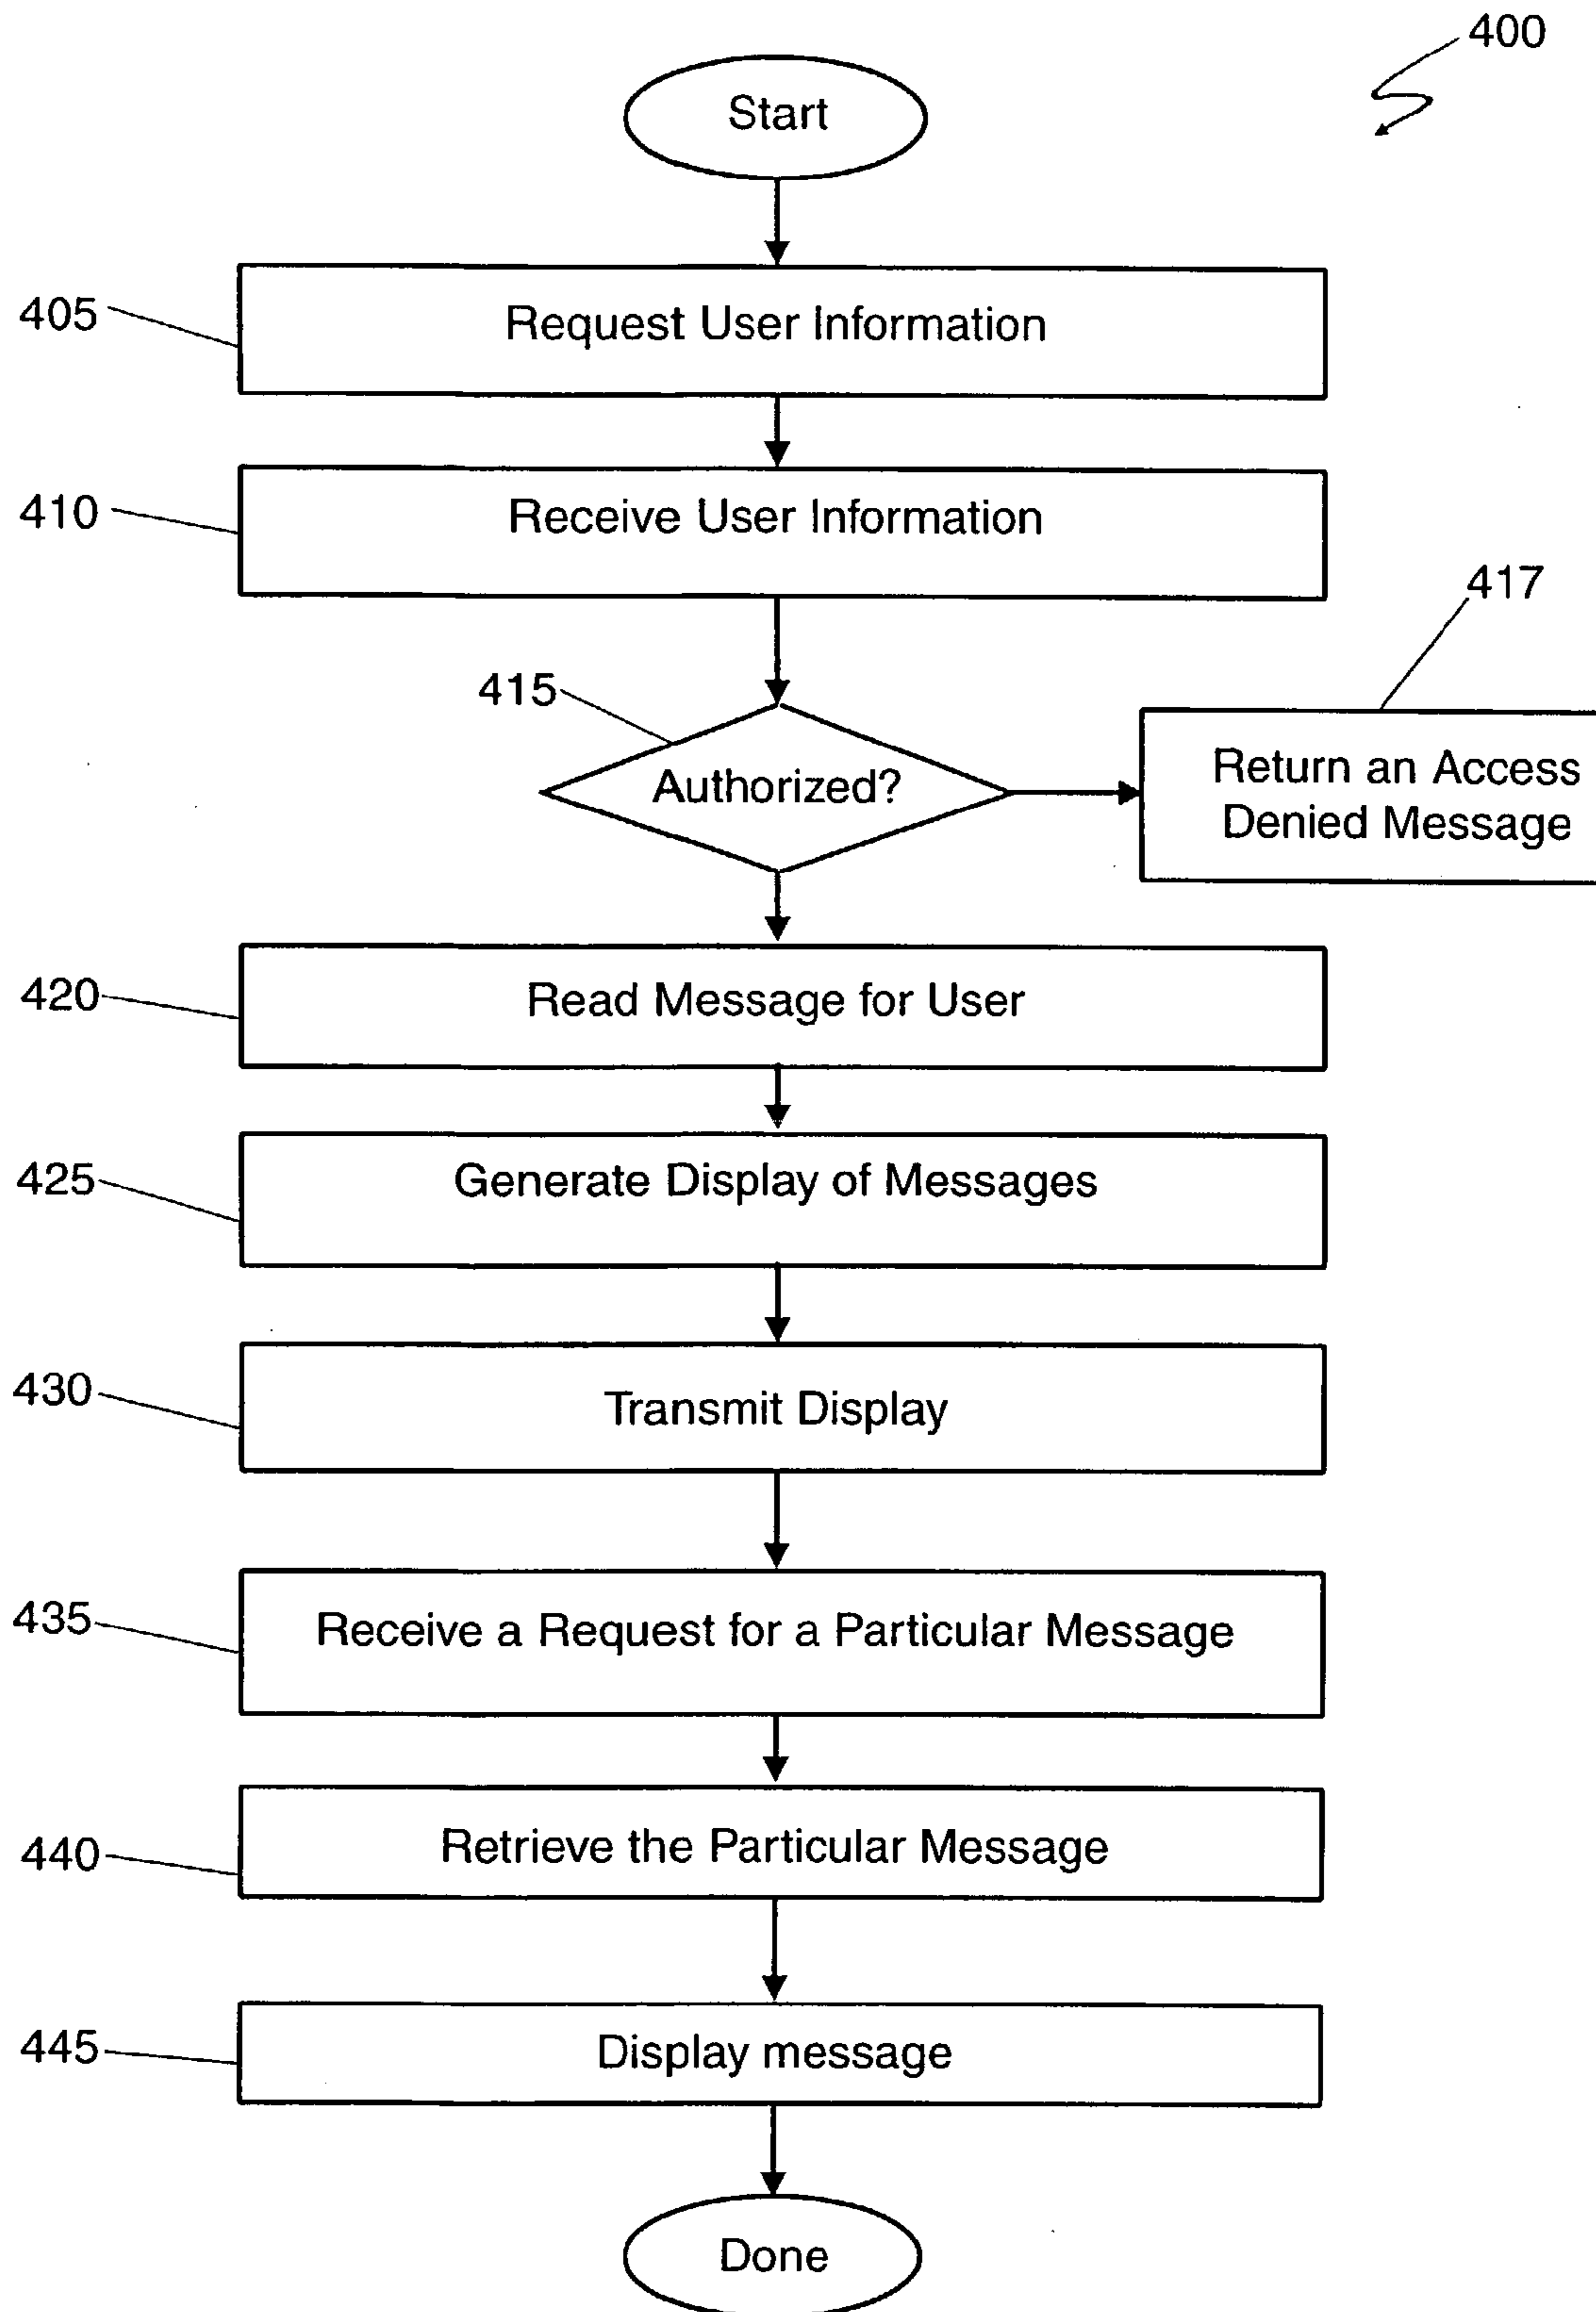 400
Start
405
Request User Information
410
Receive User Information
417
415
Authorized?
Return an Access
Denied Message
420
Read Message for User
425
Generate Display of Messages
430
Transmit Display
435
Receive a Request for a Particular Message
440
Retrieve the Particular Message
445
Display message
Done